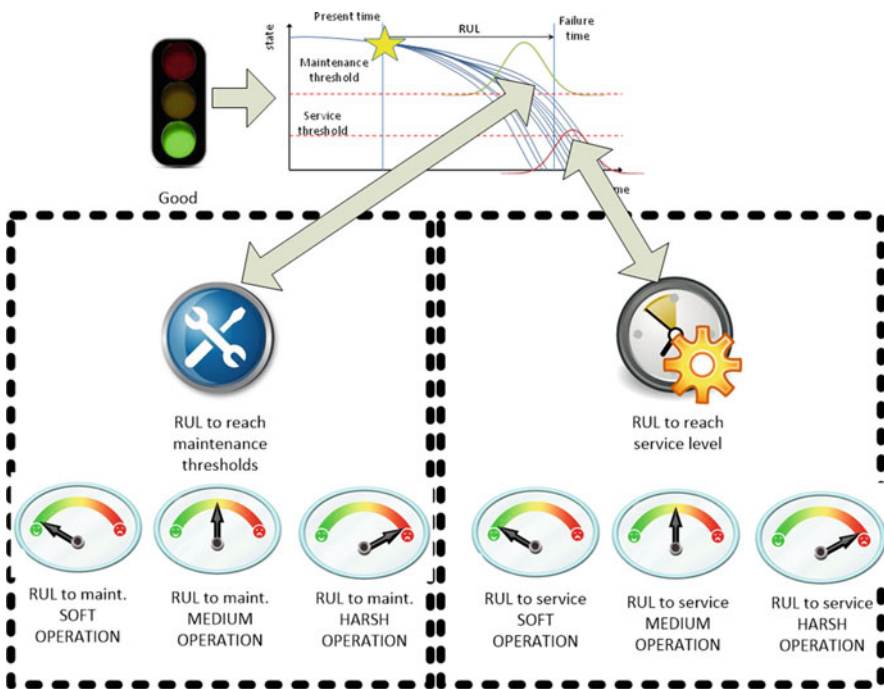 Present time
RUL
Failure
time
state
Maintenance
threshold
Service
threshold
Good
RUL to reach
maintenance
thresholds
RUL to reach
service level
RUL to maint.
SOFT
OPERATION
RUL to maint.
MEDIUM
OPERATION
RUL to maint.
HARSH
OPERATION
RUL to service
SOFT
OPERATION
RUL to service
MEDIUM
OPERATION
RUL to service
HARSH
OPERATION